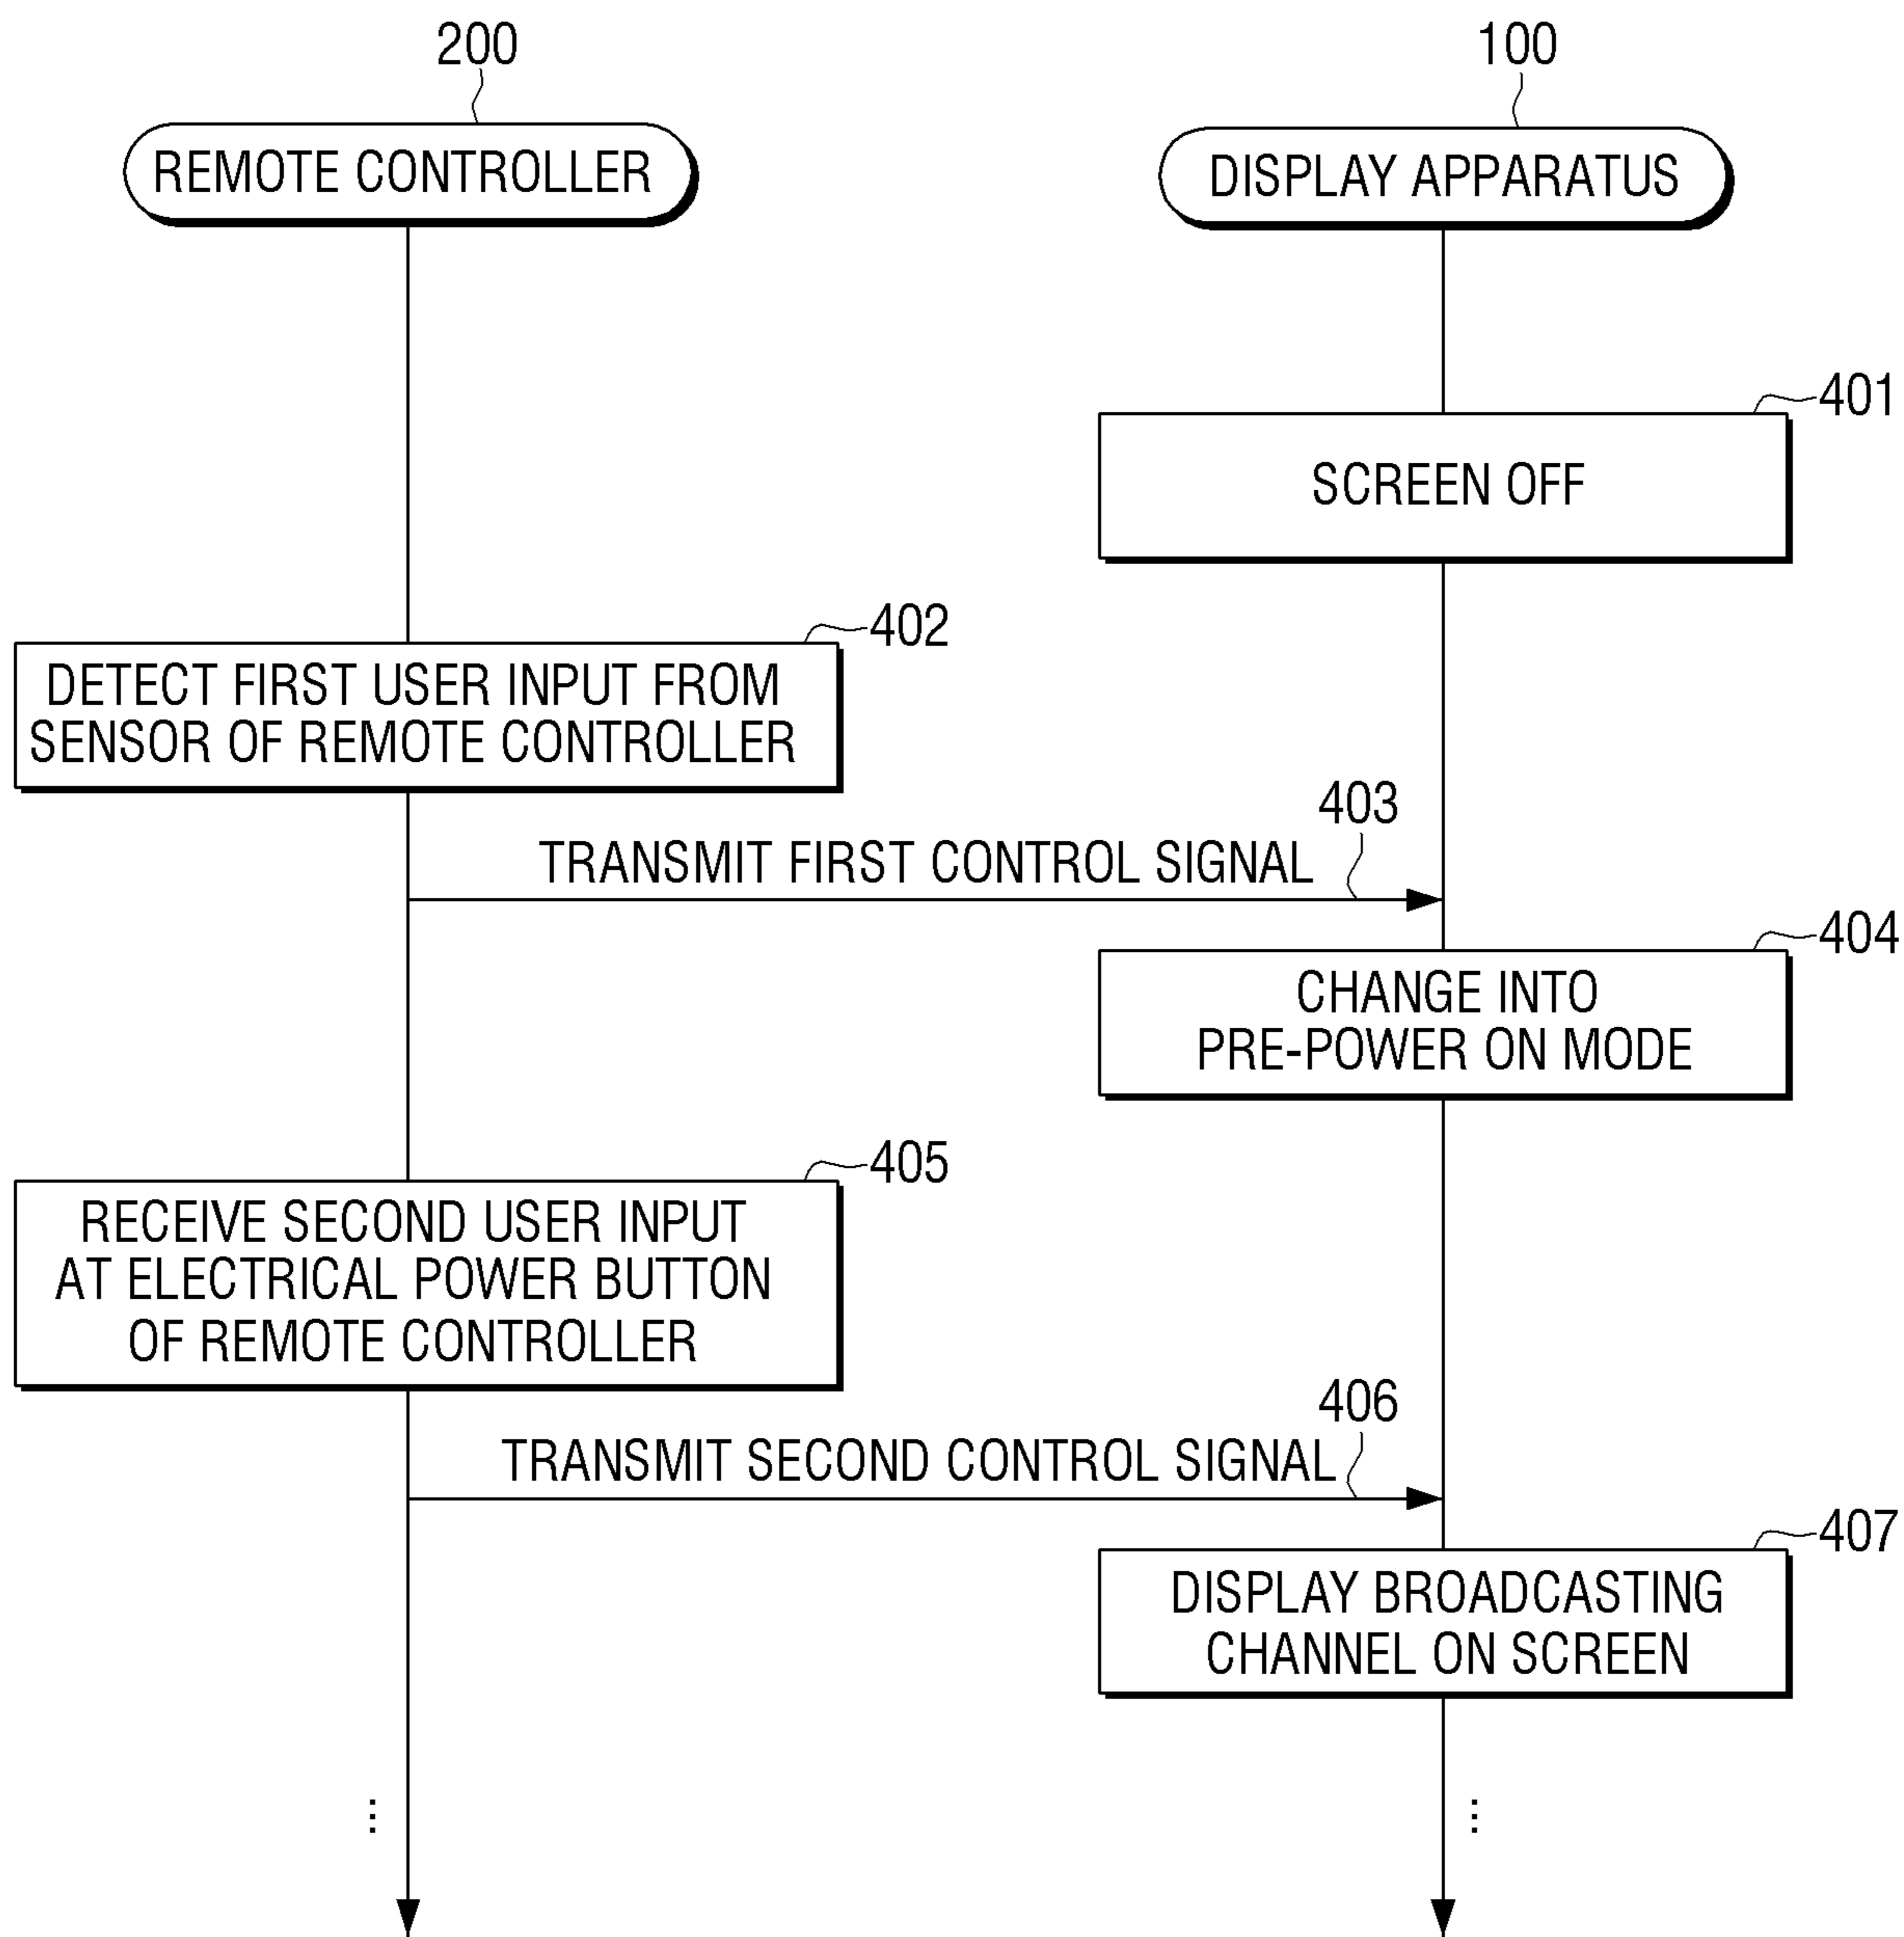 200
100
REMOTE CONTROLLER
DISPLAY APPARATUS
401
SCREEN OFF
402
DETECT FIRST USER INPUT FROM
SENSOR OF REMOTE CONTROLLER
403
TRANSMIT FIRST CONTROL SIGNAL
404
CHANGE INTO
PRE-POWER ON MODE
405
RECEIVE SECOND USER INPUT
AT ELECTRICAL POWER BUTTON
OF REMOTE CONTROLLER
406
TRANSMIT SECOND CONTROL SIGNAL
407
DISPLAY BROADCASTING
CHANNEL ON SCREEN